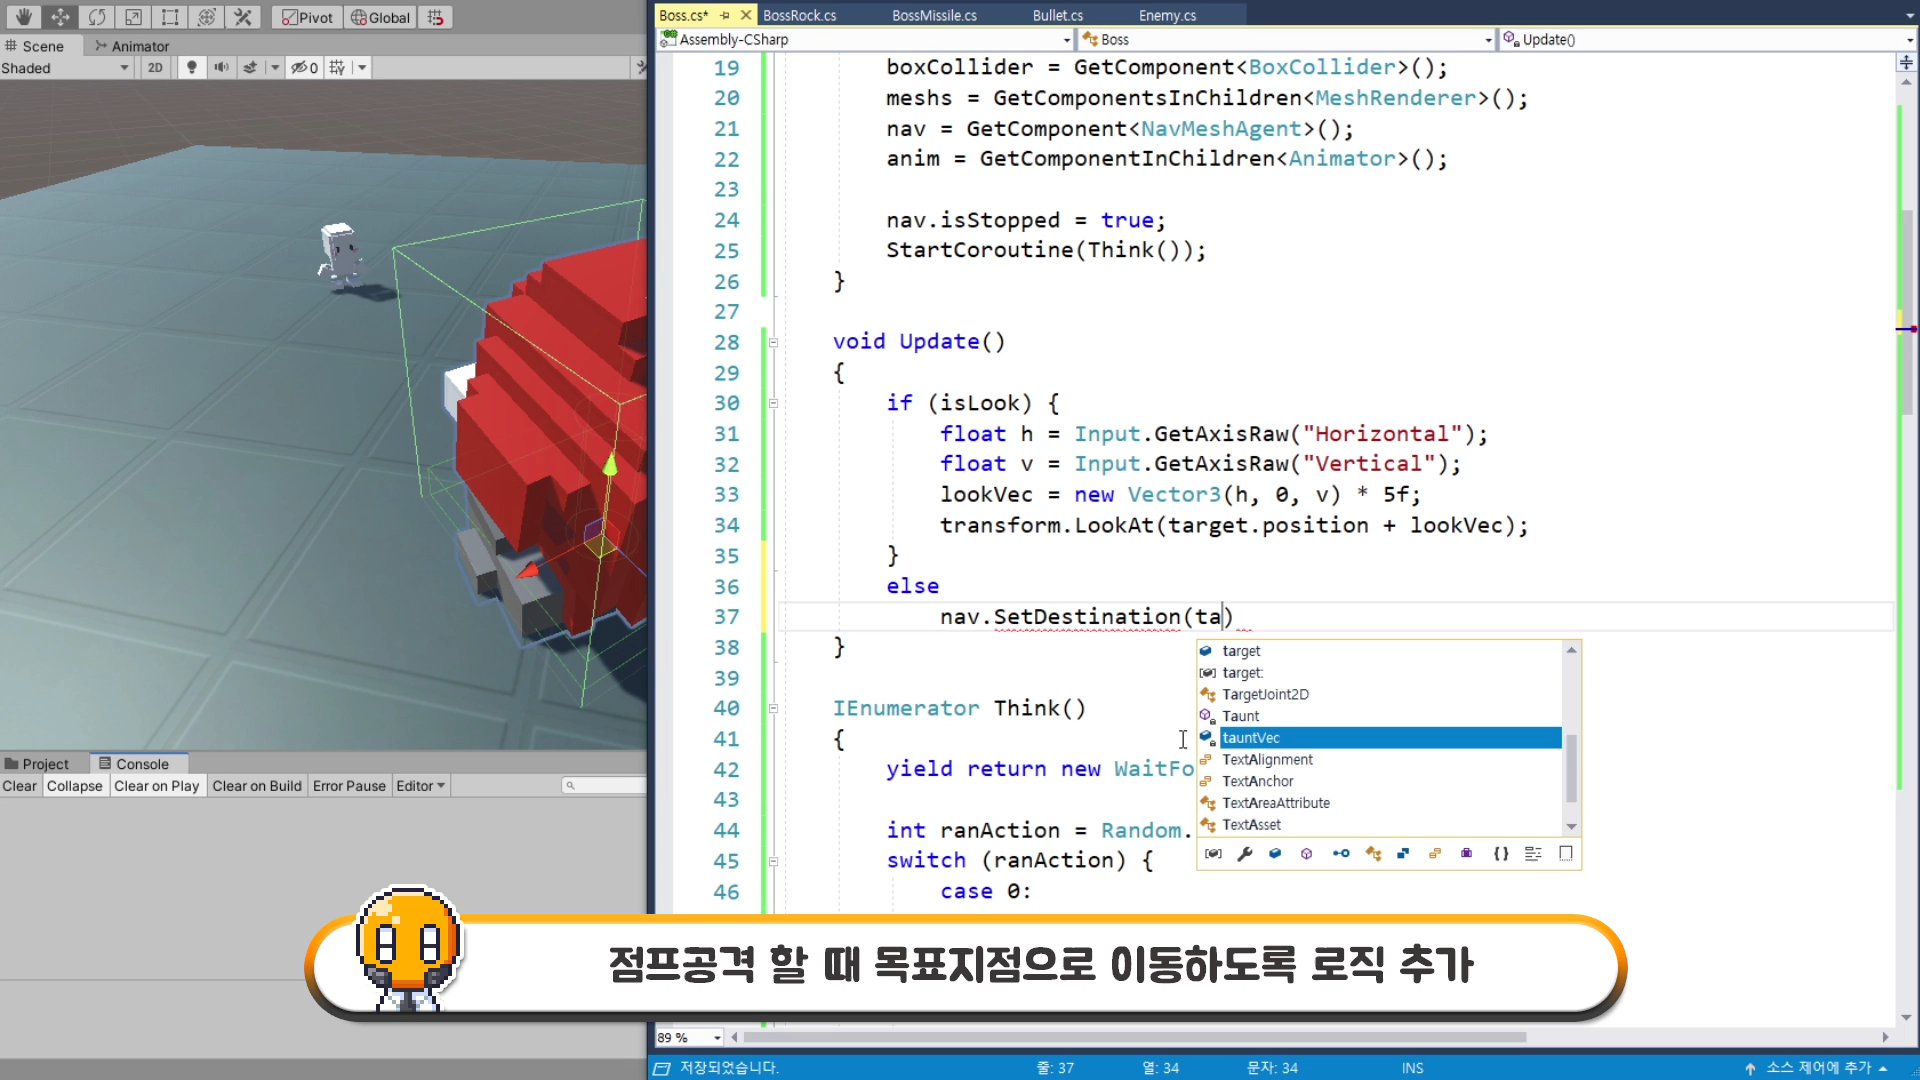 Pivot Global
Scene Animator
Shaded 2D 0
Project Console
Clear Collapse Clear on Play Clear on Build Error Pause Editor
Boss.cs* BossRock.cs BossMissile.cs Bullet.cs Enemy.cs
Assembly-CSharp Boss Update()
19 boxCollider = GetComponent<BoxCollider>();
20 meshs = GetComponentsInChildren<MeshRenderer>();
21 nav = GetComponent<NavMeshAgent>();
22 anim = GetComponentInChildren<Animator>();
23
24 nav.isStopped = true;
25 StartCoroutine(Think());
26 }
27
28 void Update()
29 {
30 if (isLook) {
31 float h = Input.GetAxisRaw("Horizontal");
32 float v = Input.GetAxisRaw("Vertical");
33 lookVec = new Vector3(h, 0, v) * 5f;
34 transform.LookAt(target.position + lookVec);
35 }
36 else
37 nav.SetDestination(ta)
38 }
39
40 IEnumerator Think()
41 {
42 yield return new WaitFo
43
44 int ranAction = Random.
45 switch (ranAction) {
46 case 0:
target
target:
TargetJoint2D
Taunt
tauntVec
TextAlignment
TextAnchor
TextAreaAttribute
TextAsset
점프공격 할 때 목표지점으로 이동하도록 로직 추가
89 %
저장되었습니다. 줄: 37 열: 34 문자: 34 INS 소스 제어에 추가